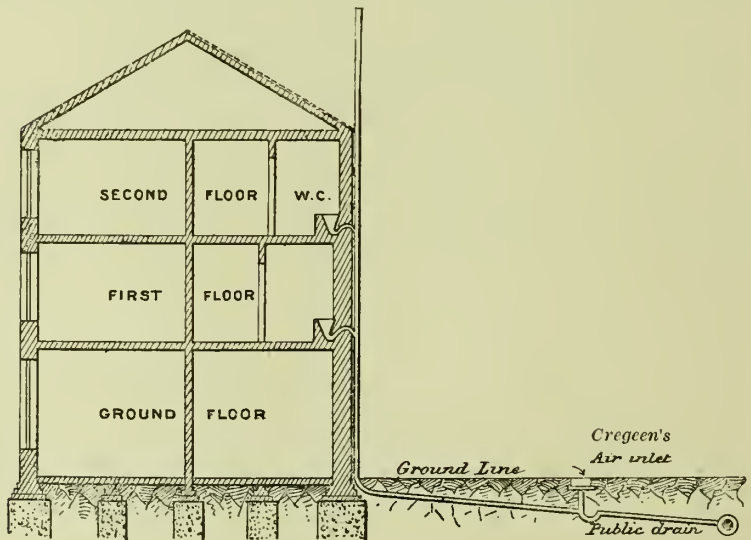 SECOND FLOOR W.C.
FIRST FLOOR
GROUND FLOOR
Cregeen's
Air inlet
Ground Line
Public drain